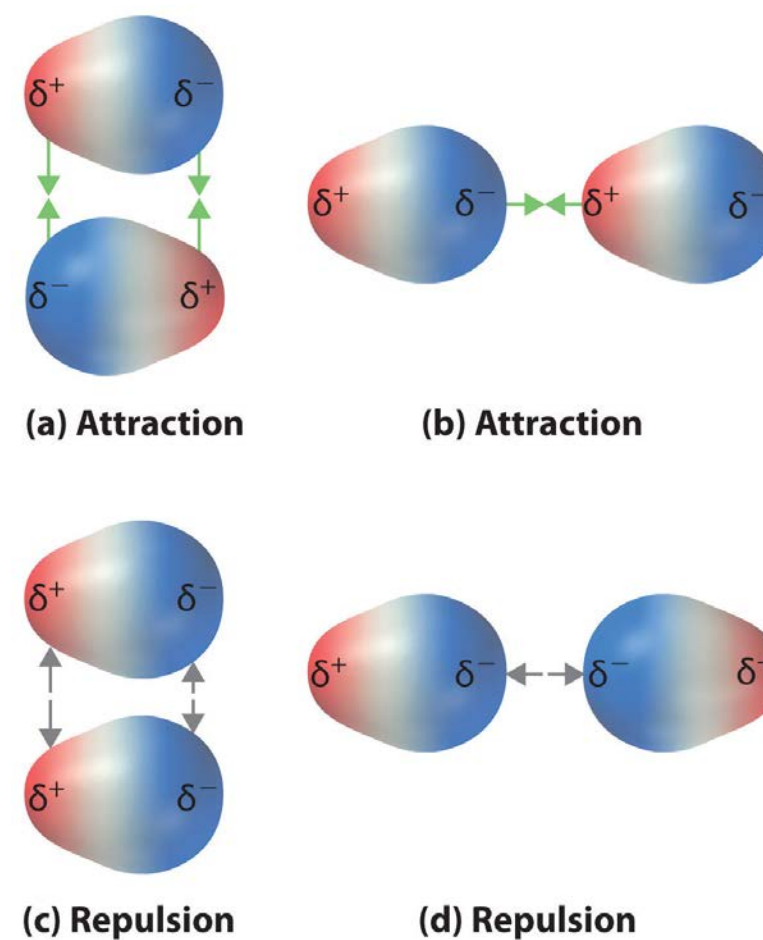 δ⁺ δ⁻
δ⁻ δ⁺
(a) Attraction
δ⁺ δ⁻ δ⁺ δ⁻
(b) Attraction
δ⁺ δ⁻
δ⁺ δ⁻
(c) Repulsion
δ⁺ δ⁻ δ⁻ δ
(d) Repulsion